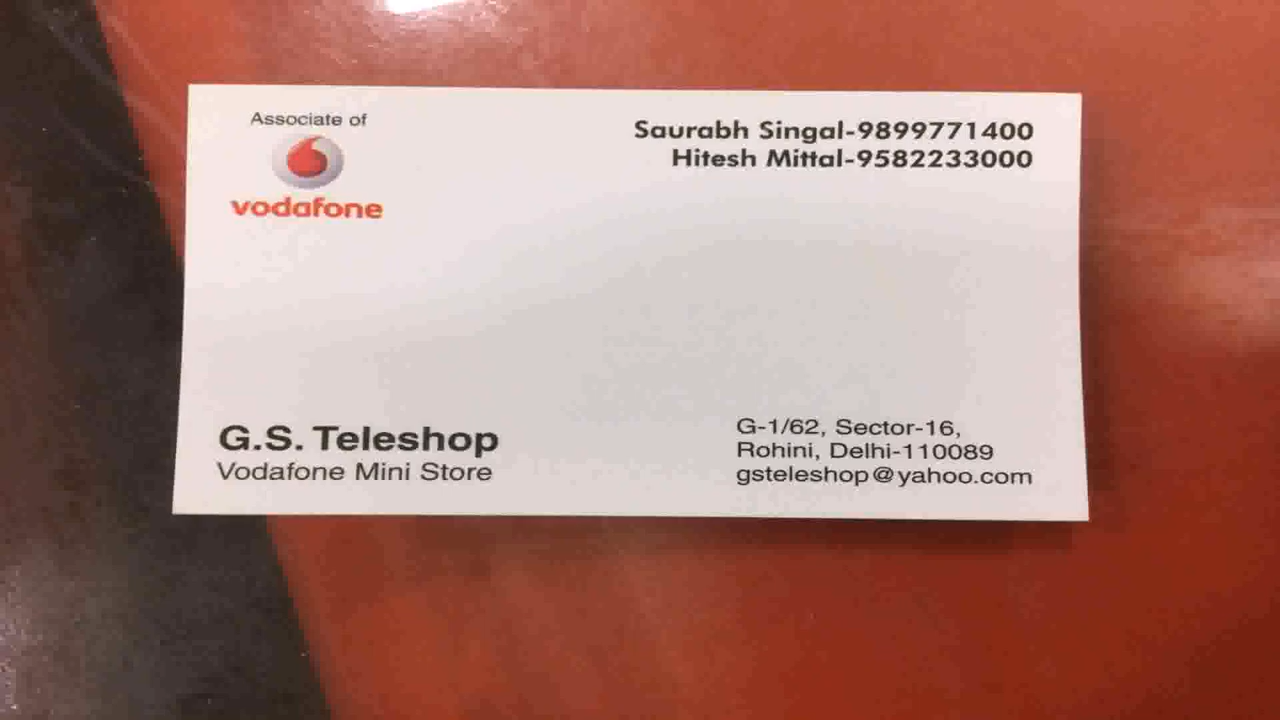 Associate of
vodafone
Saurabh Singal-9899771400
Hitesh Mittal-9582233000
G.S. Teleshop
Vodafone Mini Store
G-1/62, Sector-16,
Rohini, Delhi-110089
gsteleshop@yahoo.com